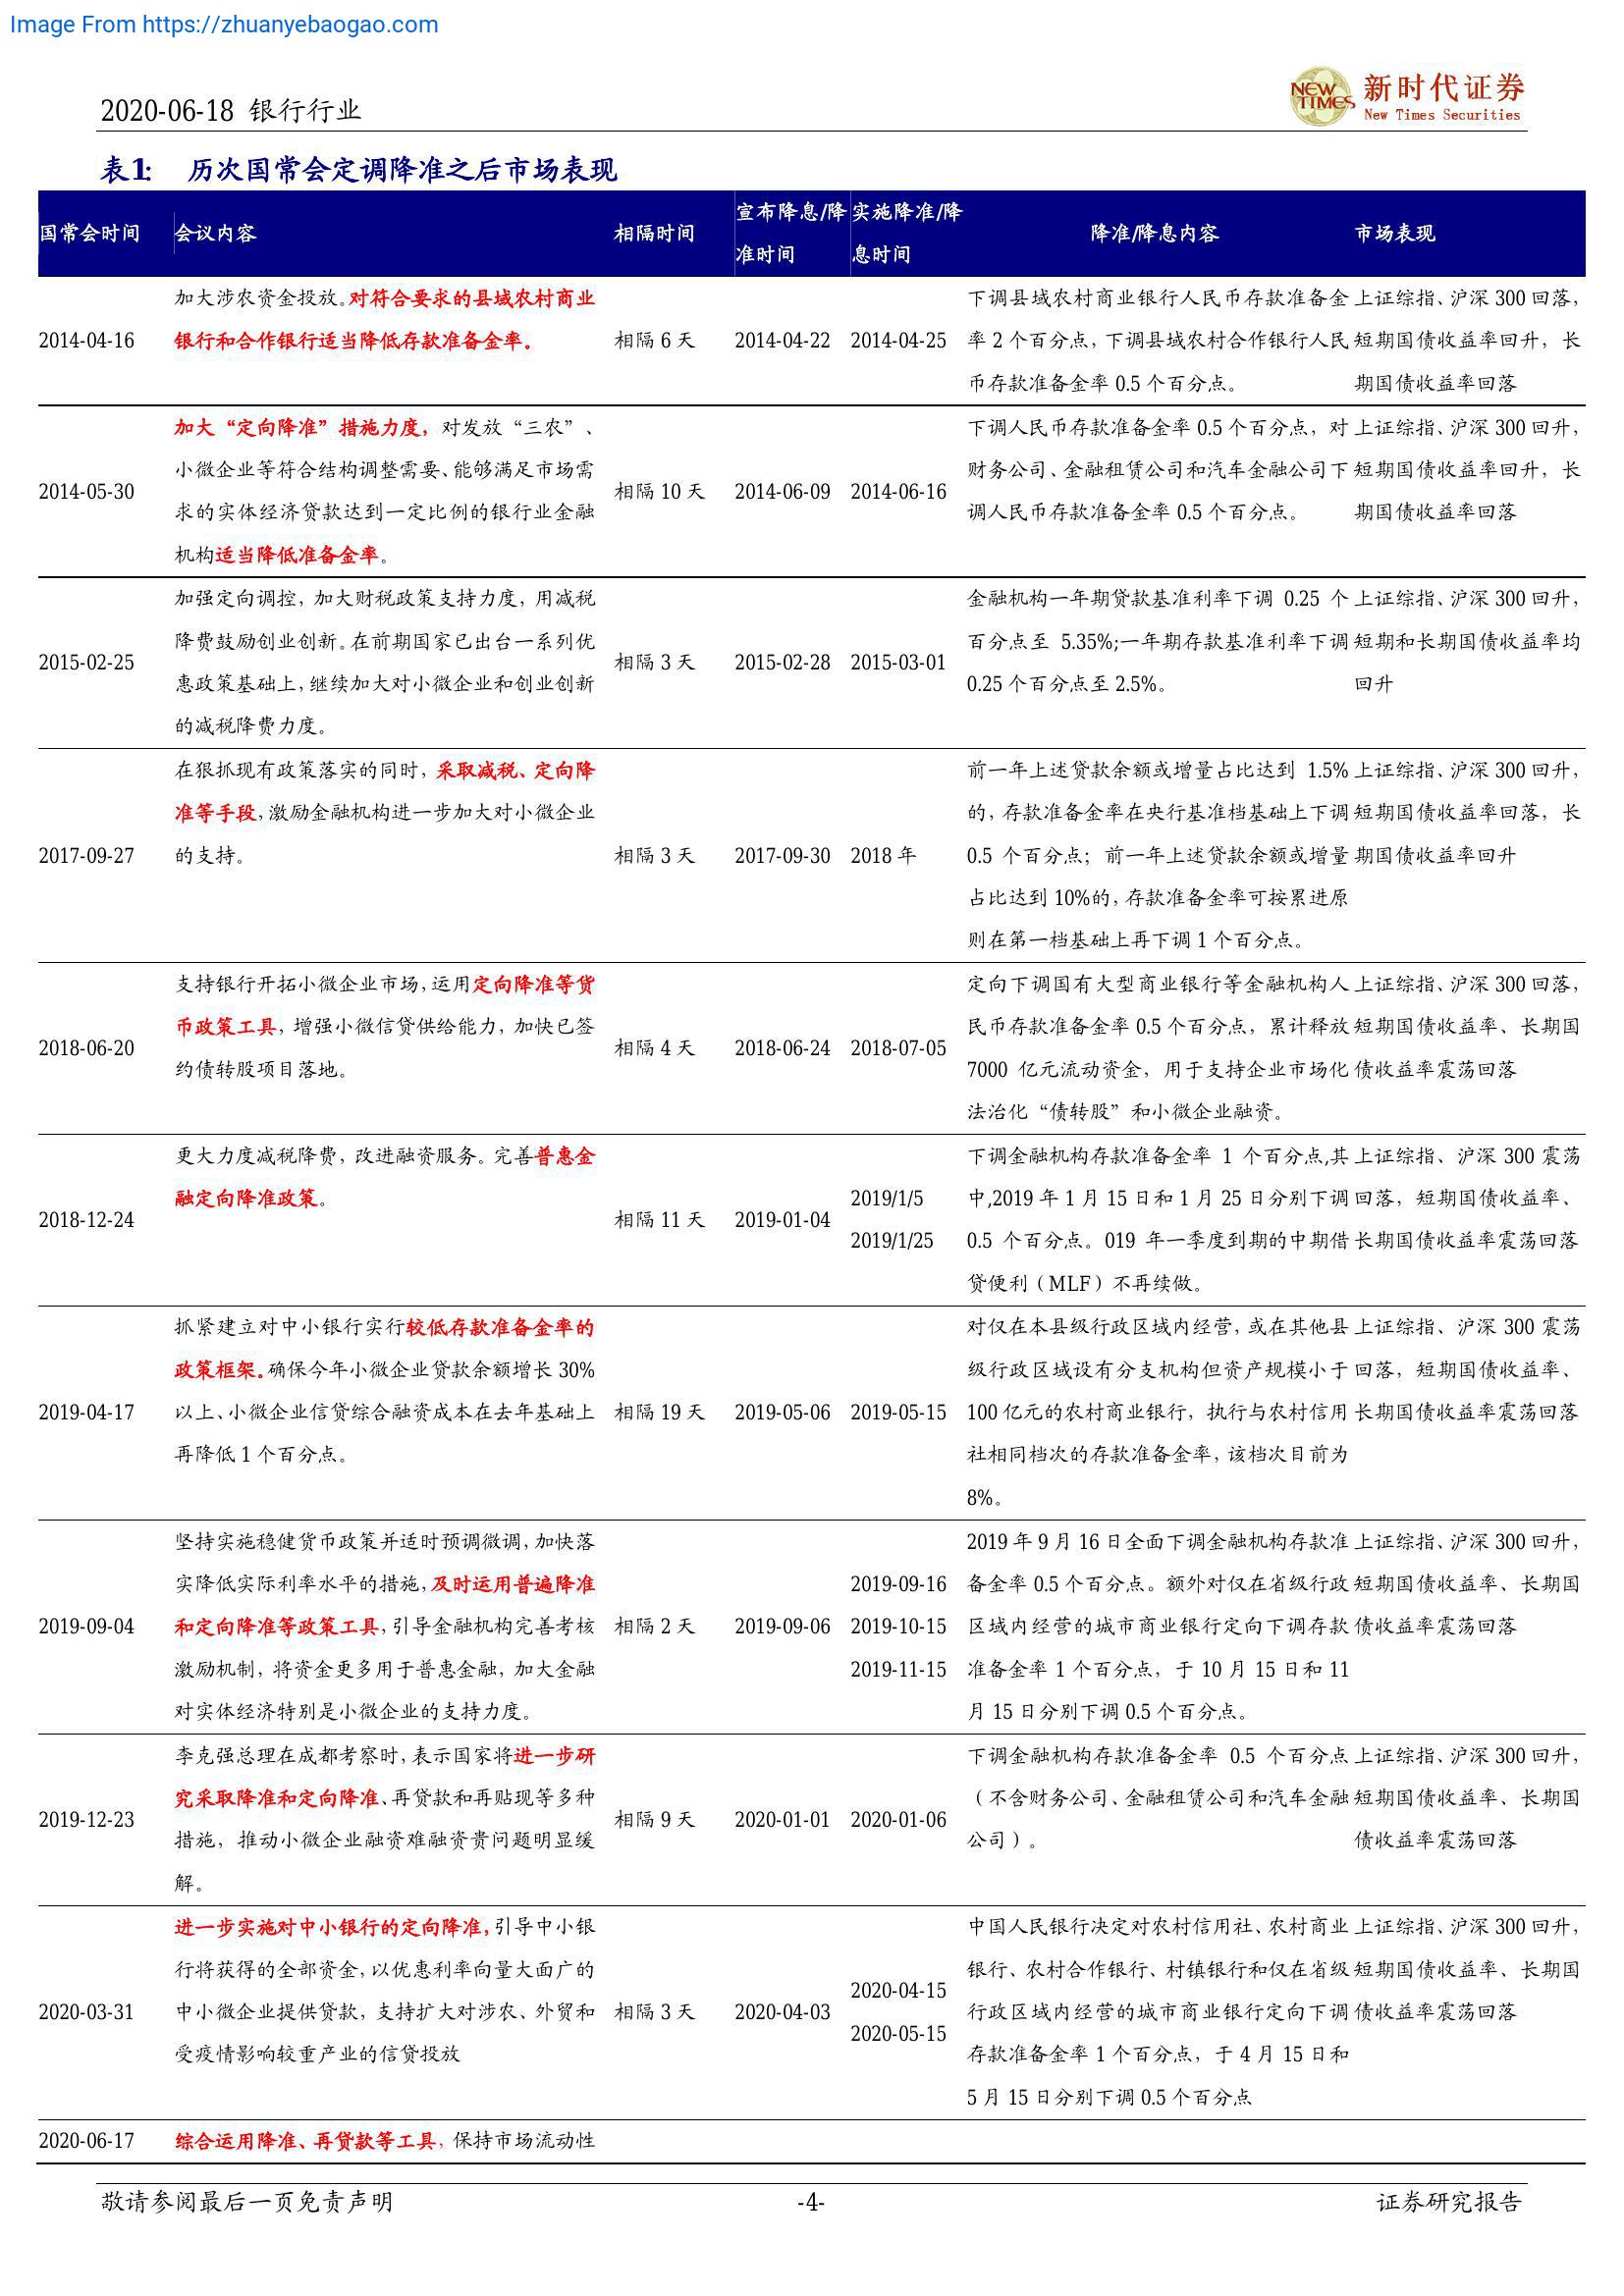 Image From https://zhuanyebaogao.com
2020-06-18 银行行业
NEW TIMES
新时代证券
New Times Securities
表1: 历次国常会定调降准之后市场表现
国常会时间 会议内容 相隔时间 宣布降息/降准时间 实施降准/降息时间 降准/降息内容 市场表现
2014-04-16
加大涉农资金投放。对符合要求的县域农村商业
银行和合作银行适当降低存款准备金率。
相隔 6 天
2014-04-22
2014-04-25
下调县域农村商业银行人民币存款准备金
率 2 个百分点，下调县域农村合作银行人民
币存款准备金率 0.5 个百分点。
上证综指、沪深 300 回落，
短期国债收益率回升，长
期国债收益率回落
2014-05-30
加大“定向降准”措施力度，对发放“三农”、
小微企业等符合结构调整需要、能够满足市场需
求的实体经济贷款达到一定比例的银行业金融
机构适当降低准备金率。
相隔 10 天
2014-06-09
2014-06-16
下调人民币存款准备金率 0.5 个百分点，对
财务公司、金融租赁公司和汽车金融公司下
调人民币存款准备金率 0.5 个百分点。
上证综指、沪深 300 回升，
短期国债收益率回升，长
期国债收益率回落
2015-02-25
加强定向调控，加大财税政策支持力度，用减税
降费鼓励创业创新。在前期国家已出台一系列优
惠政策基础上，继续加大对小微企业和创业创新
的减税降费力度。
相隔 3 天
2015-02-28
2015-03-01
金融机构一年期贷款基准利率下调 0.25 个
百分点至 5.35%;一年期存款基准利率下调
0.25 个百分点至 2.5%。
上证综指、沪深 300 回升，
短期和长期国债收益率均
回升
2017-09-27
在狠抓现有政策落实的同时，采取减税、定向降
准等手段，激励金融机构进一步加大对小微企业
的支持。
相隔 3 天
2017-09-30
2018 年
前一年上述贷款余额或增量占比达到 1.5%
的，存款准备金率在央行基准档基础上下调
0.5 个百分点；前一年上述贷款余额或增量
占比达到 10%的，存款准备金率可按累进原
则在第一档基础上再下调 1 个百分点。
上证综指、沪深 300 回升，
短期国债收益率回落，长
期国债收益率回升
2018-06-20
支持银行开拓小微企业市场，运用定向降准等货
币政策工具，增强小微信贷供给能力，加快已签
约债转股项目落地。
相隔 4 天
2018-06-24
2018-07-05
定向下调国有大型商业银行等金融机构人
民币存款准备金率 0.5 个百分点，累计释放
7000 亿元流动资金，用于支持企业市场化
法治化“债转股”和小微企业融资。
上证综指、沪深 300 回落，
短期国债收益率、长期国
债收益率震荡回落
2018-12-24
更大力度减税降费，改进融资服务。完善普惠金
融定向降准政策。
相隔 11 天
2019-01-04
2019/1/5
2019/1/25
下调金融机构存款准备金率 1 个百分点,其
中,2019 年 1 月 15 日和 1 月 25 日分别下调
0.5 个百分点。019 年一季度到期的中期借
贷便利（MLF）不再续做。
上证综指、沪深 300 震荡
回落，短期国债收益率、
长期国债收益率震荡回落
2019-04-17
抓紧建立对中小银行实行较低存款准备金率的
政策框架。确保今年小微企业贷款余额增长 30%
以上、小微企业信贷综合融资成本在去年基础上
再降低 1 个百分点。
相隔 19 天
2019-05-06
2019-05-15
对仅在本县级行政区域内经营，或在其他县
级行政区域设有分支机构但资产规模小于
100 亿元的农村商业银行，执行与农村信用
社相同档次的存款准备金率，该档次目前为
8%。
上证综指、沪深 300 震荡
回落，短期国债收益率、
长期国债收益率震荡回落
2019-09-04
坚持实施稳健货币政策并适时预调微调，加快落
实降低实际利率水平的措施，及时运用普遍降准
和定向降准等政策工具，引导金融机构完善考核
激励机制，将资金更多用于普惠金融，加大金融
对实体经济特别是小微企业的支持力度。
相隔 2 天
2019-09-06
2019-09-16
2019-10-15
2019-11-15
2019 年 9 月 16 日全面下调金融机构存款准
备金率 0.5 个百分点。额外对仅在省级行政
区域内经营的城市商业银行定向下调存款
准备金率 1 个百分点，于 10 月 15 日和 11
月 15 日分别下调 0.5 个百分点。
上证综指、沪深 300 回升，
短期国债收益率、长期国
债收益率震荡回落
2019-12-23
李克强总理在成都考察时，表示国家将进一步研
究采取降准和定向降准、再贷款和再贴现等多种
措施，推动小微企业融资难融资贵问题明显缓
解。
相隔 9 天
2020-01-01
2020-01-06
下调金融机构存款准备金率 0.5 个百分点
（不含财务公司、金融租赁公司和汽车金融
公司）。
上证综指、沪深 300 回升，
短期国债收益率、长期国
债收益率震荡回落
2020-03-31
进一步实施对中小银行的定向降准，引导中小银
行将获得的全部资金，以优惠利率向量大面广的
中小微企业提供贷款，支持扩大对涉农、外贸和
受疫情影响较重产业的信贷投放
相隔 3 天
2020-04-03
2020-04-15
2020-05-15
中国人民银行决定对农村信用社、农村商业
银行、农村合作银行、村镇银行和仅在省级
行政区域内经营的城市商业银行定向下调
存款准备金率 1 个百分点，于 4 月 15 日和
5 月 15 日分别下调 0.5 个百分点
上证综指、沪深 300 回升，
短期国债收益率、长期国
债收益率震荡回落
2020-06-17
综合运用降准、再贷款等工具，保持市场流动性
敬请参阅最后一页免责声明 -4- 证券研究报告